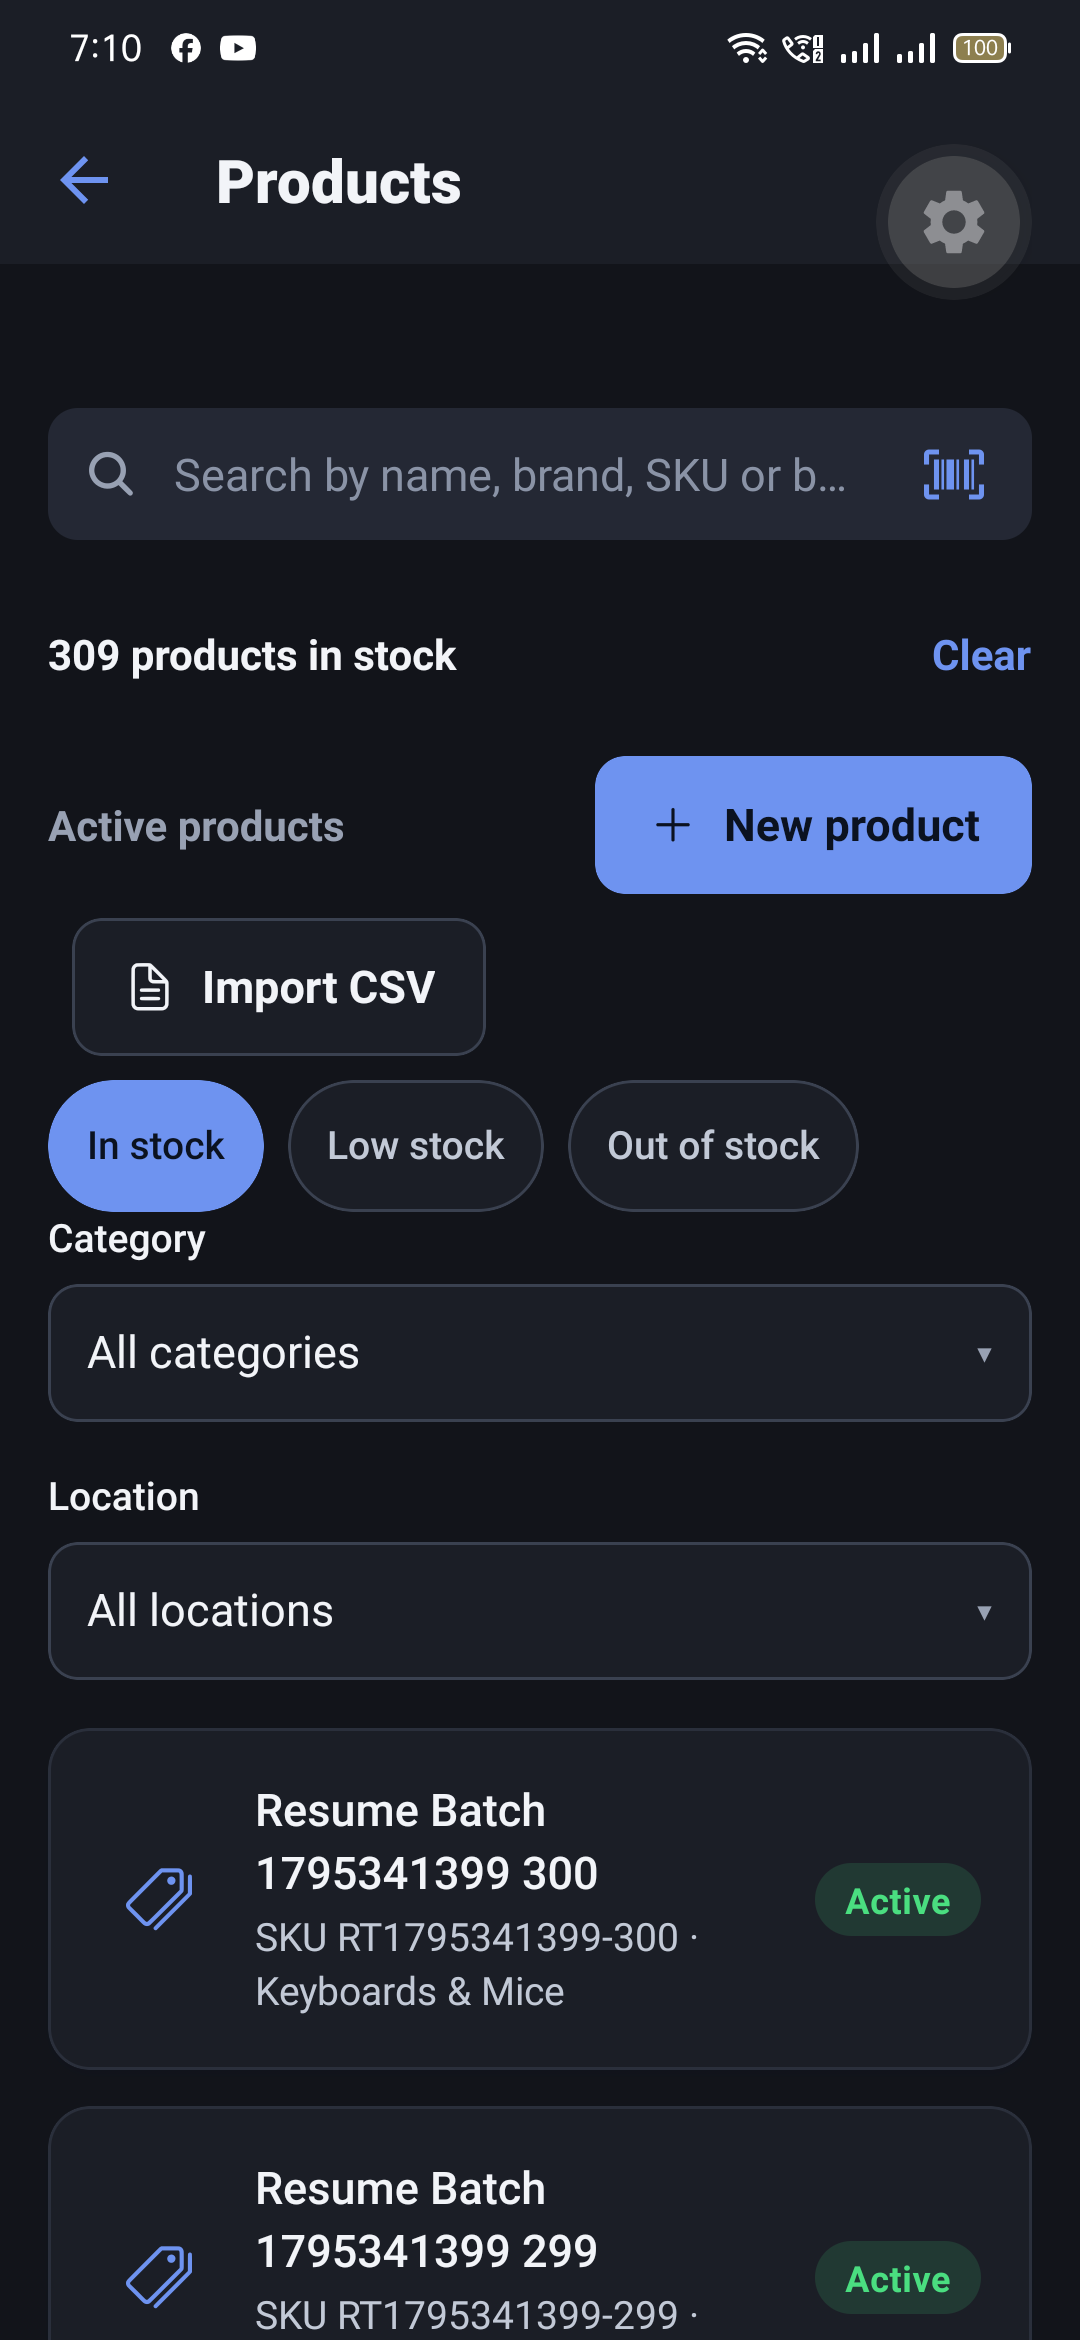 7:10
100
Products
Search by name, brand, SKU or b...
309 products in stock
Clear
Active products
New product
Import CSV
In stock
Low stock
Out of stock
Category
All categories
Location
All locations
Resume Batch
1795341399 300
SKU RT1795341399-300 ·
Keyboards & Mice
Active
Resume Batch
1795341399 299
SKU RT1795341399-299 ·
Active